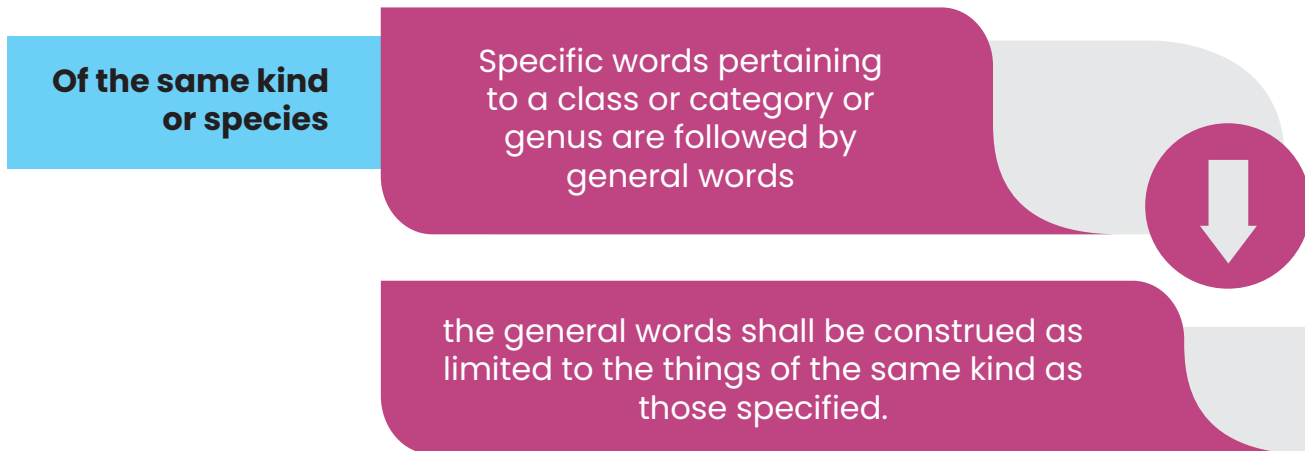 Of the same kind
or species
Specific words pertaining
to a class or category or
genus are followed by
general words
the general words shall be construed as
limited to the things of the same kind as
those specified.